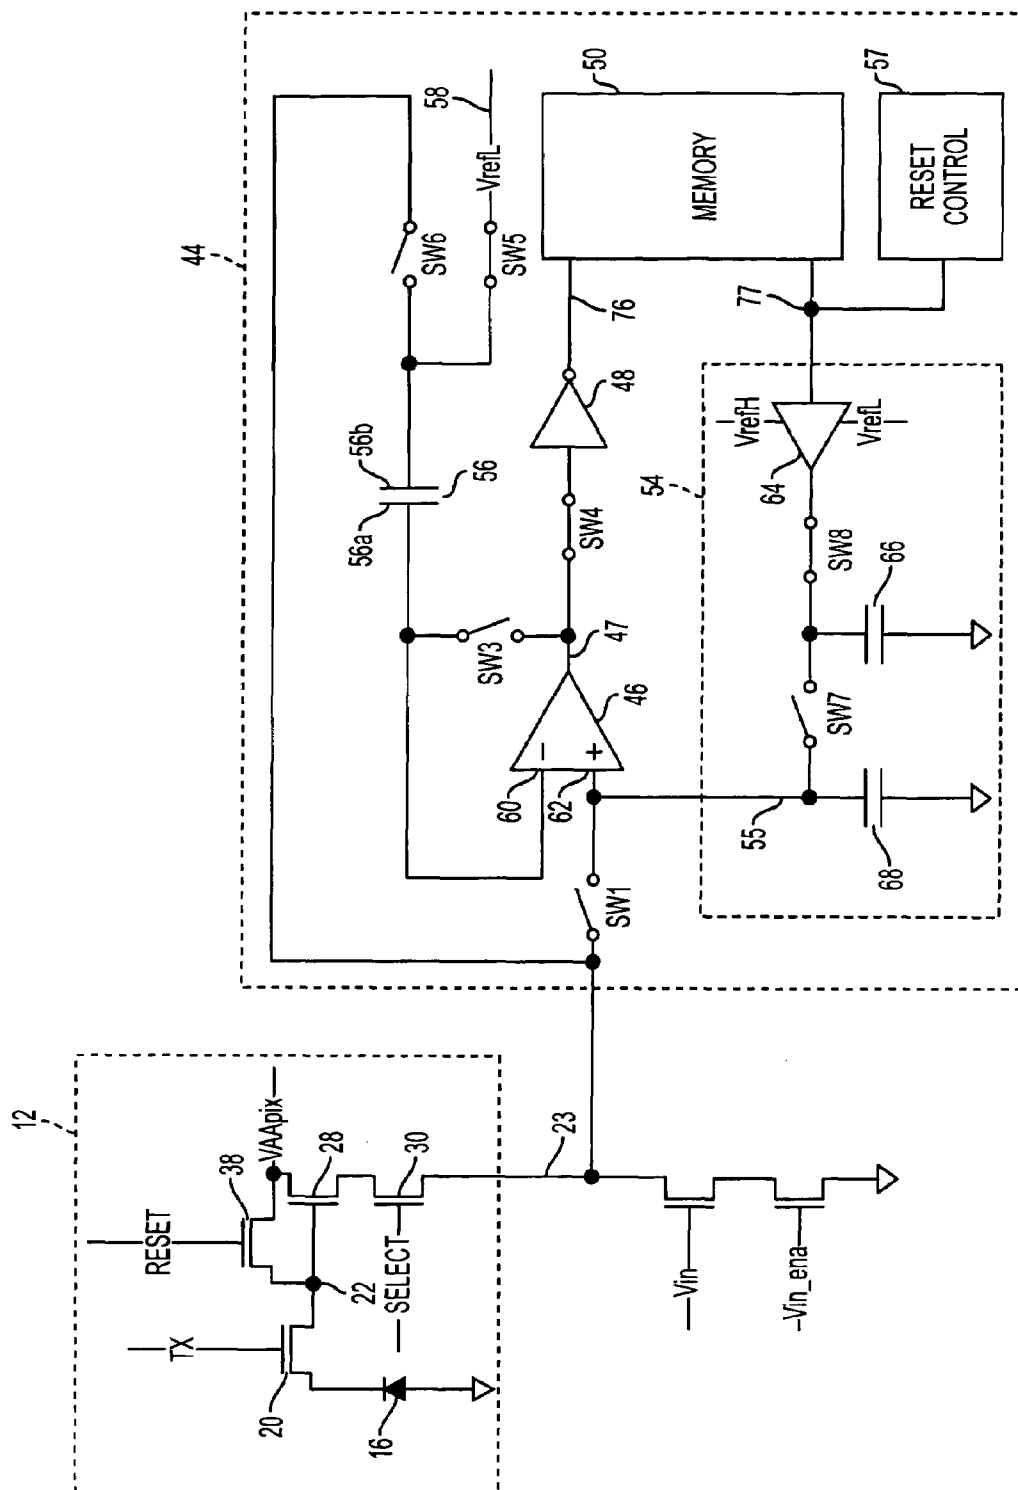 12
RESET
38
VAApix
28
TX
20
22
30
SELECT
16
23
Vin
Vin_ena
44
58
SW6
VrefL
SW5
56b
56a
56
50
MEMORY
57
RESET
CONTROL
76
77
48
SW4
SW3
47
46
60
62
−
+
SW1
54
VrefH
VrefL
64
SW8
66
SW7
55
68